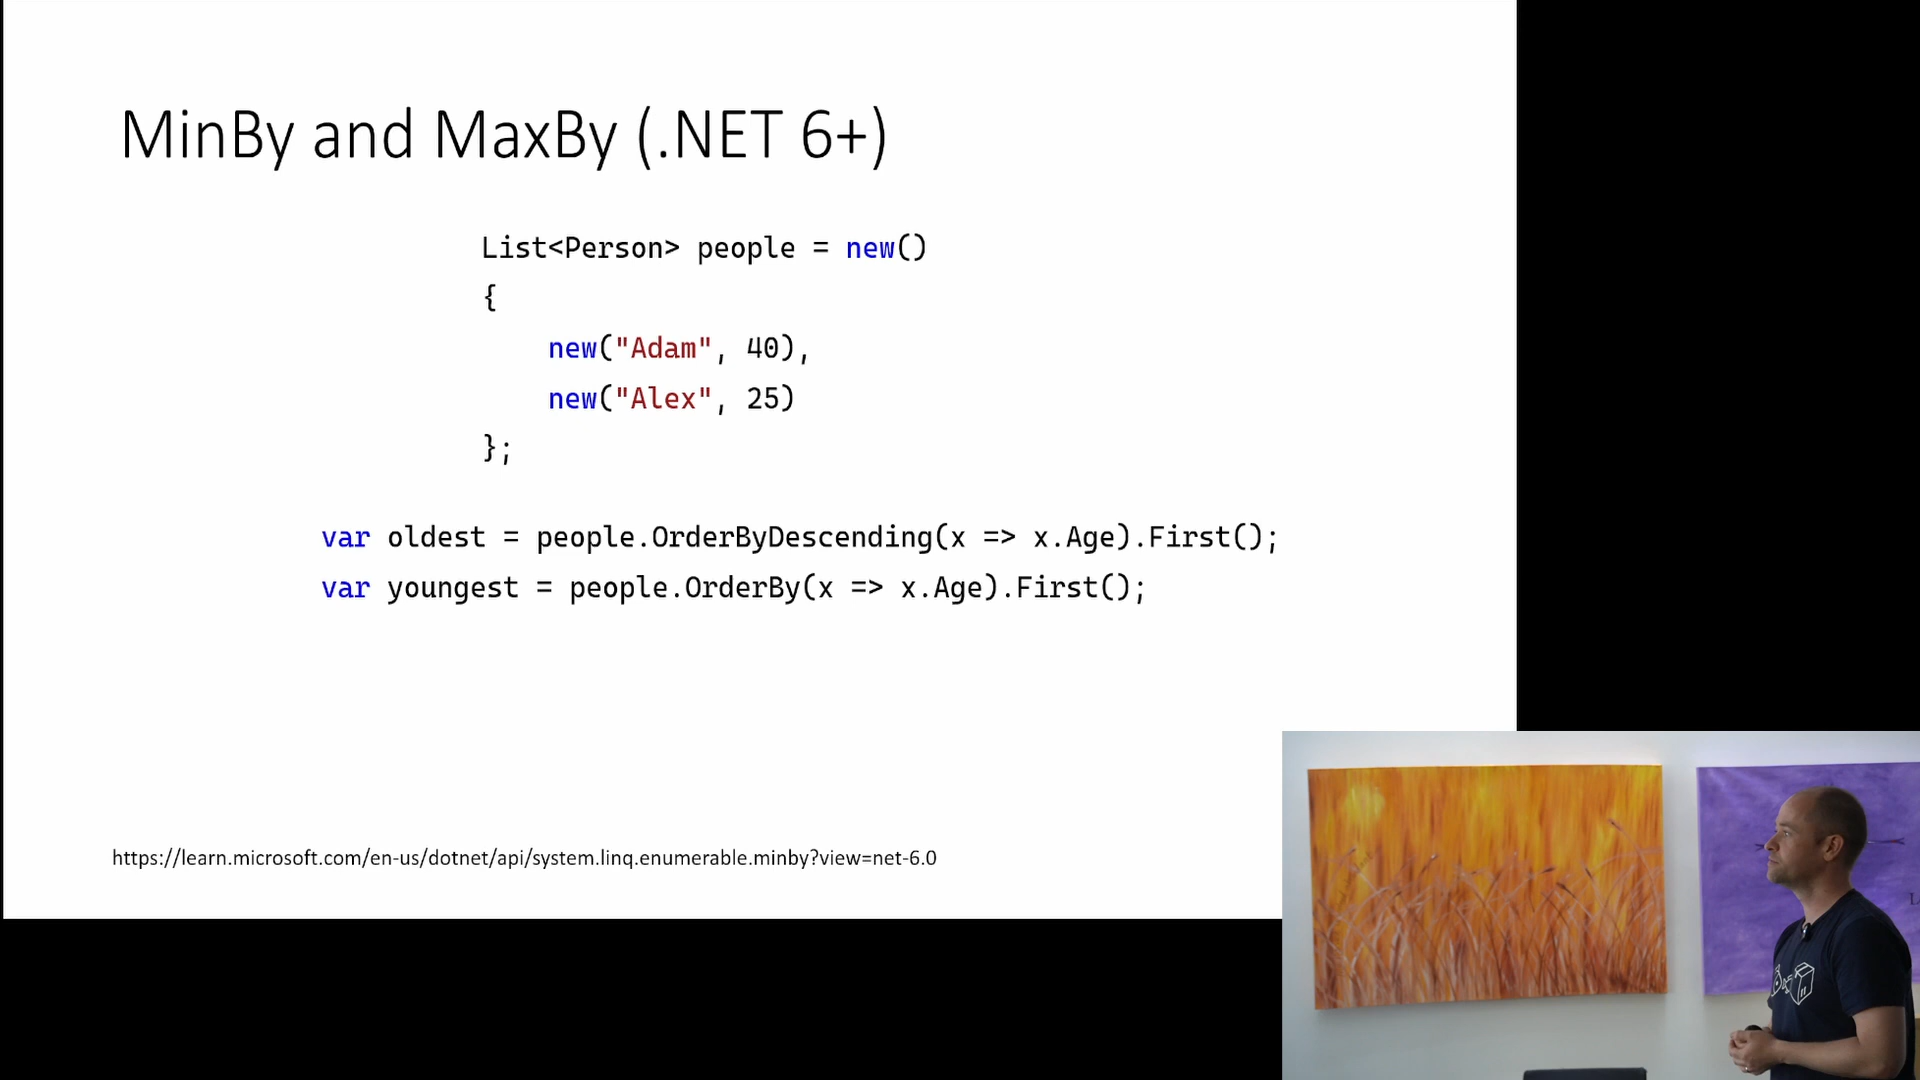 MinBy and MaxBy (.NET 6+)
List<Person> people = new()
{
new("Adam", 40),
new("Alex", 25)
};
var oldest = people.OrderByDescending(x => x.Age).First();
var youngest = people.OrderBy(x => x.Age).First();
https://learn.microsoft.com/en-us/dotnet/api/system.linq.enumerable.minby?view=net-6.0